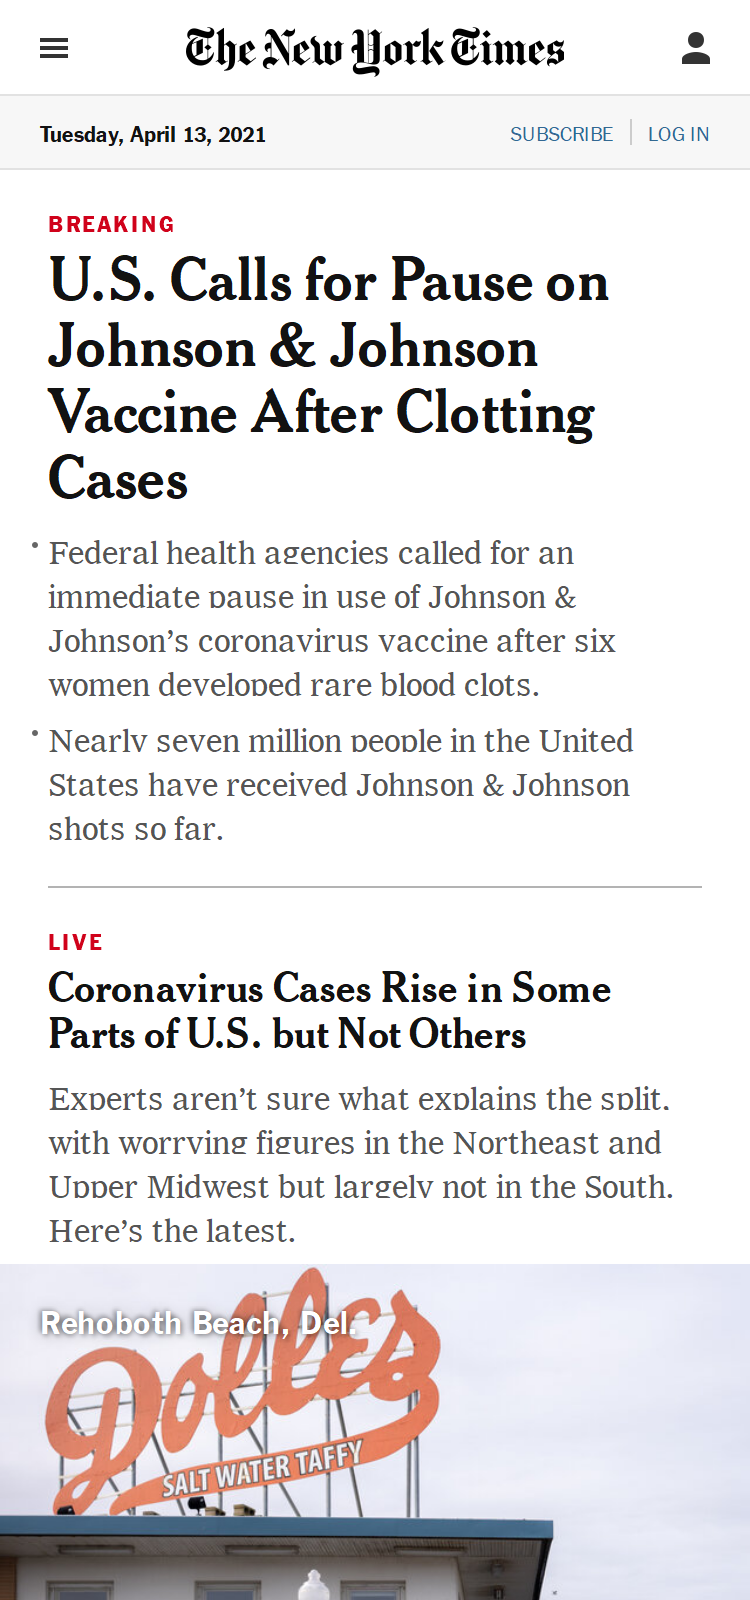 The New York Times
Tuesday, April 13, 2021
SUBSCRIBE
LOG IN
BREAKING
U.S. Calls for Pause on
Johnson & Johnson
Vaccine After Clotting
Cases
• Federal health agencies called for an
immediate pause in use of Johnson &
Johnson’s coronavirus vaccine after six
women developed rare blood clots.
• Nearly seven million people in the United
States have received Johnson & Johnson
shots so far.
LIVE
Coronavirus Cases Rise in Some
Parts of U.S. but Not Others
Experts aren’t sure what explains the split,
with worrying figures in the Northeast and
Upper Midwest but largely not in the South.
Here’s the latest.
Rehoboth Beach, Del.
Dolles
SALT WATER TAFFY